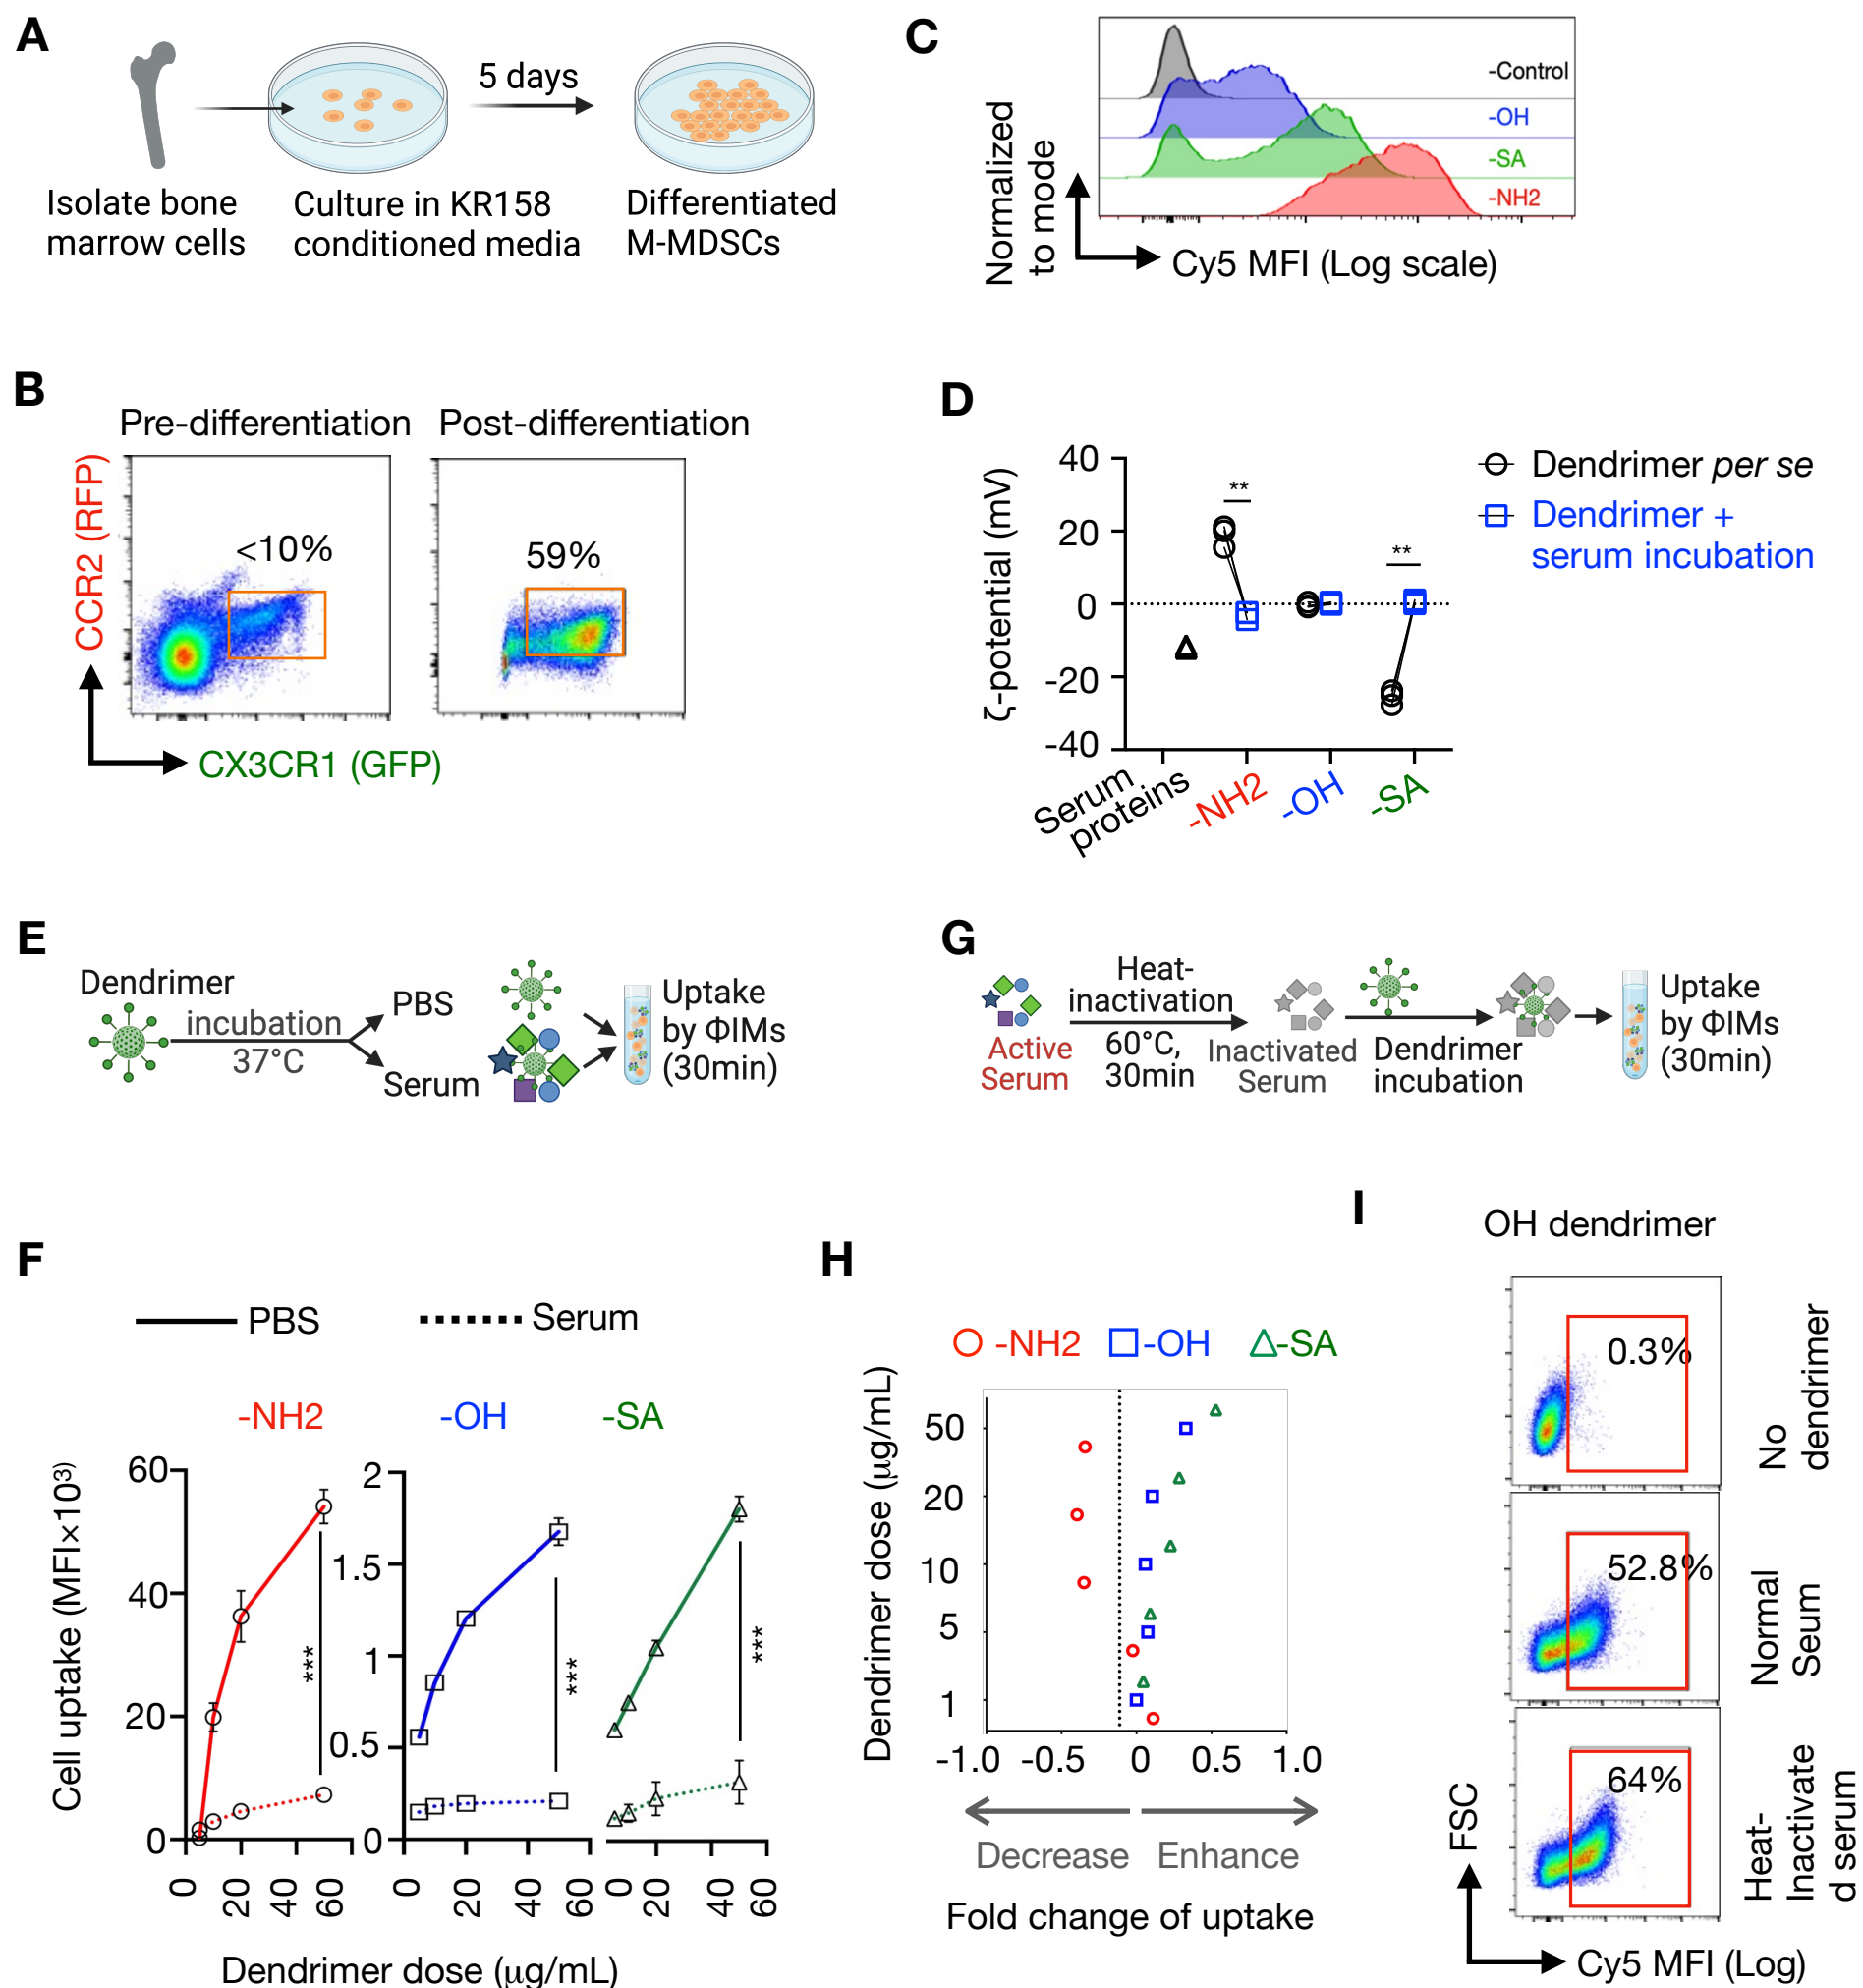 A
5 days
Isolate bone
marrow cells
Culture in KR158
conditioned media
Differentiated
M-MDSCs
B
Pre-differentiation
Post-differentiation
CCR2 (RFP)
<10%
59%
CX3CR1 (GFP)
C
Normalized
to mode
-Control
-OH
-SA
-NH2
Cy5 MFI (Log scale)
D
ζ-potential (mV)
40
20
0
-20
-40
**
**
Serum
proteins
-NH2
-OH
-SA
Dendrimer per se
Dendrimer +
serum incubation
E
Dendrimer
incubation
37°C
PBS
Serum
Uptake
by ΦIMs
(30min)
G
Active
Serum
Heat-
inactivation
60°C,
30min
Inactivated
Serum
Dendrimer
incubation
Uptake
by ΦIMs
(30min)
F
PBS
Serum
-NH2
-OH
-SA
Cell uptake (MFI×10³⁾
60
40
20
0
***
0
20
40
60
2
1.5
1
0.5
0
***
0
20
40
60
***
0
20
40
60
Dendrimer dose (µg/mL)
H
-NH2
-OH
-SA
Dendrimer dose (µg/mL)
50
20
10
5
1
-1.0
-0.5
0
0.5
1.0
Decrease
Enhance
Fold change of uptake
I
OH dendrimer
0.3%
No
dendrimer
52.8%
Normal
Seum
64%
Heat-
Inactivate
d serum
FSC
Cy5 MFI (Log)